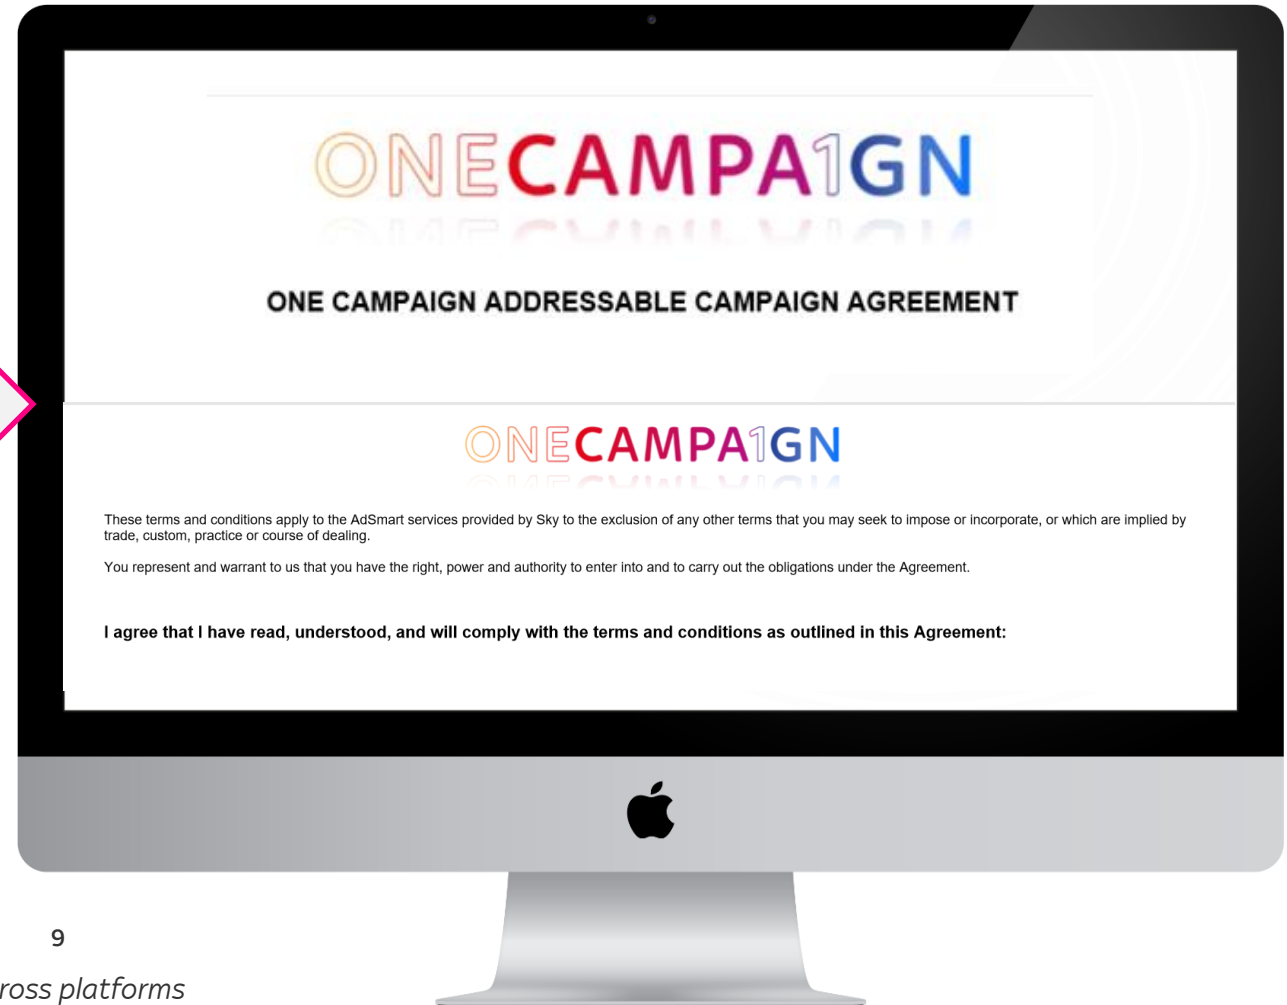 ONECAMPA1GN
ONE CAMPAIGN ADDRESSABLE CAMPAIGN AGREEMENT
ONECAMPA1GN
These terms and conditions apply to the AdSmart services provided by Sky to the exclusion of any other terms that you may seek to impose or incorporate, or which are implied by
trade, custom, practice or course of dealing.
You represent and warrant to us that you have the right, power and authority to enter into and to carry out the obligations under the Agreement.
I agree that I have read, understood, and will comply with the terms and conditions as outlined in this Agreement:
9
ross platforms